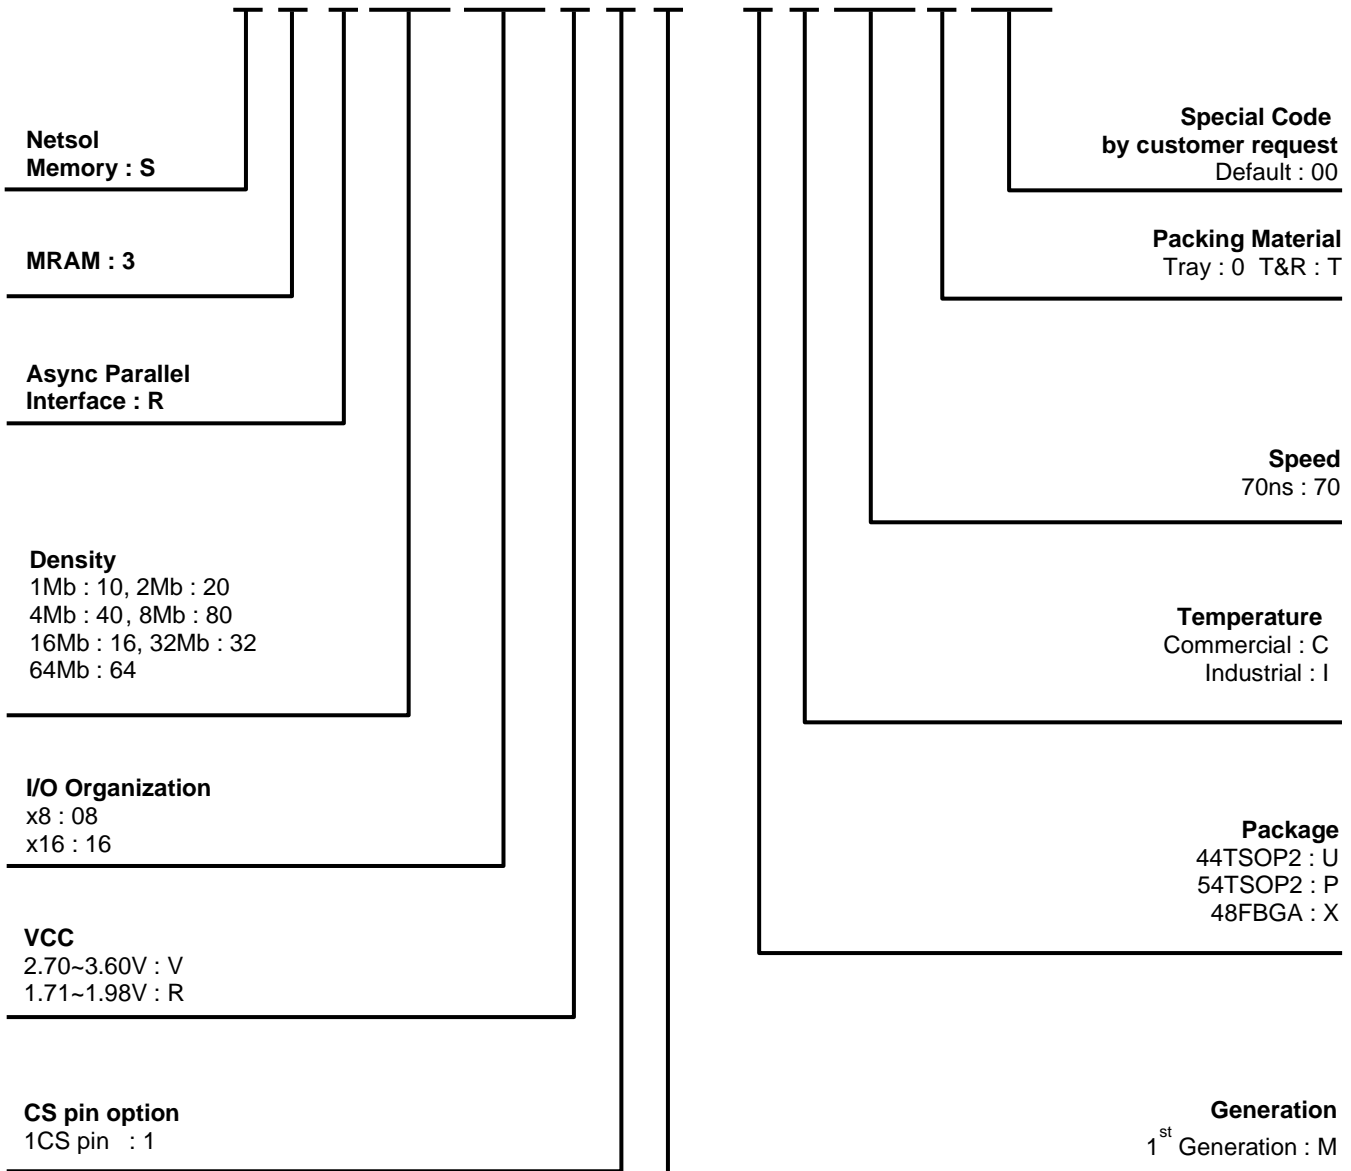 Netsol
Memory : S
MRAM : 3
Async Parallel
Interface : R
Density
1Mb : 10, 2Mb : 20
4Mb : 40, 8Mb : 80
16Mb : 16, 32Mb : 32
64Mb : 64
I/O Organization
x8 : 08
x16 : 16
VCC
2.70~3.60V : V
1.71~1.98V : R
CS pin option
1CS pin : 1
Special Code
by customer request
Default : 00
Packing Material
Tray : 0 T&R : T
Speed
70ns : 70
Temperature
Commercial : C
Industrial : I
Package
44TSOP2 : U
54TSOP2 : P
48FBGA : X
Generation
1st Generation : M